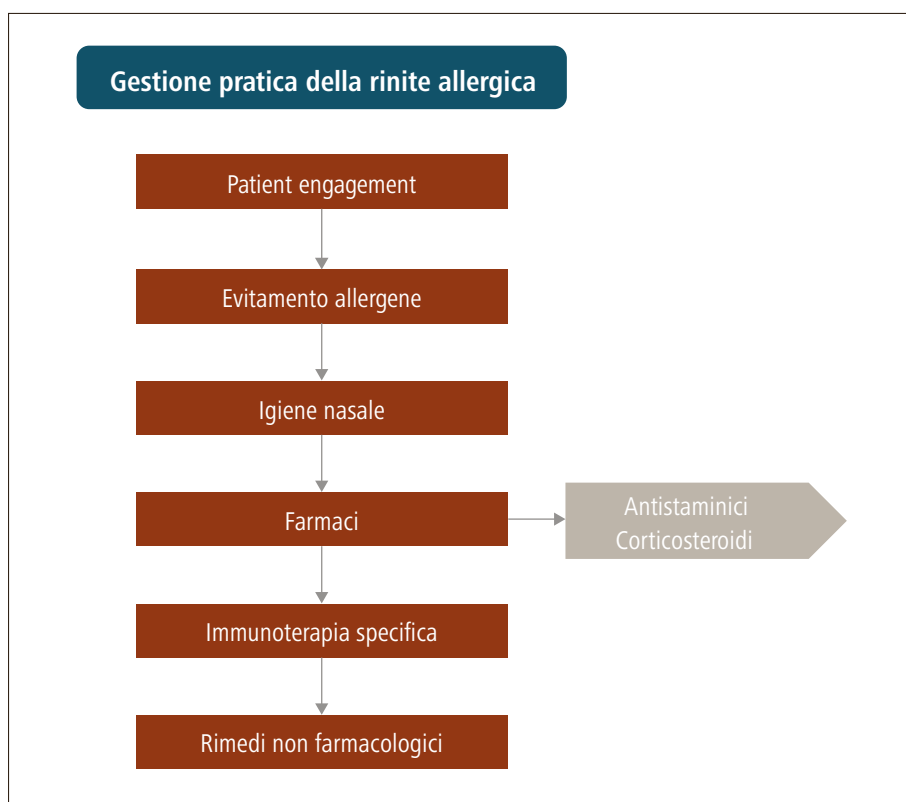 Gestione pratica della rinite allergica
Patient engagement
Evitamento allergene
Igiene nasale
Farmaci
Antistaminici
Corticosteroidi
Immunoterapia specifica
Rimedi non farmacologici